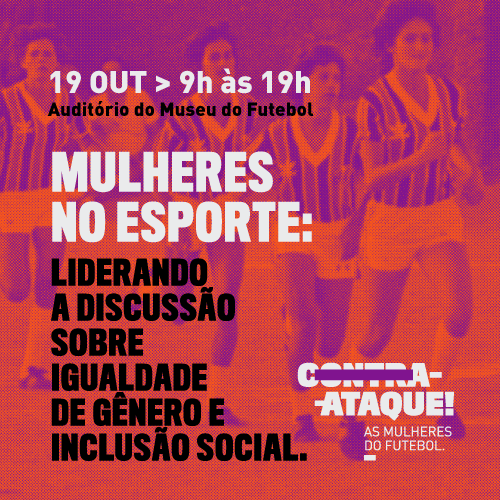 19 OUT > 9h às 19h
Auditório do Museu do Futebol
MULHERES
NO ESPORTE:
LIDERANDO
A DISCUSSÃO
SOBRE
IGUALDADE
DE GÊNERO E
INCLUSÃO SOCIAL.
CONTRA-
-ATAQUE!
AS MULHERES
DO FUTEBOL.